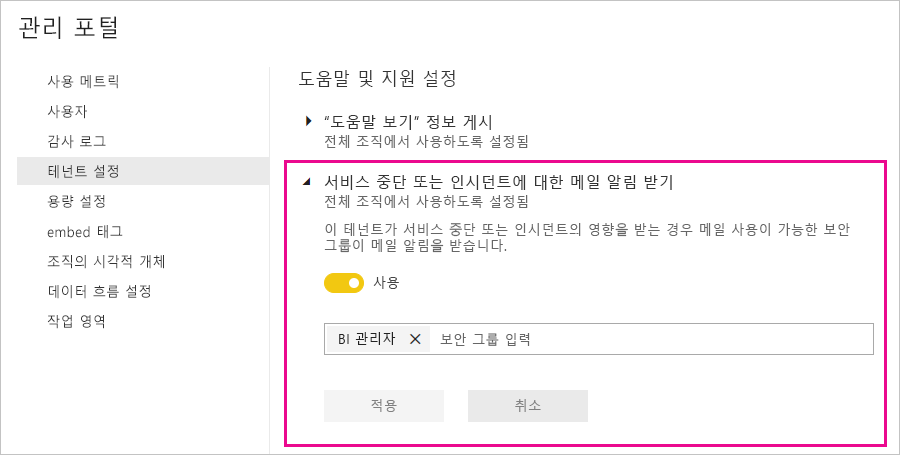 관리 포털
사용 메트릭
사용자
감사 로그
테넌트 설정
용량 설정
embed 태그
조직의 시각적 개체
데이터 흐름 설정
작업 영역
도움말 및 지원 설정
“도움말 보기” 정보 게시
전체 조직에서 사용하도록 설정됨
서비스 중단 또는 인시던트에 대한 메일 알림 받기
전체 조직에서 사용하도록 설정됨
이 테넌트가 서비스 중단 또는 인시던트의 영향을 받는 경우 메일 사용이 가능한 보안
그룹이 메일 알림을 받습니다.
사용
BI 관리자 보안 그룹 입력
적용 취소